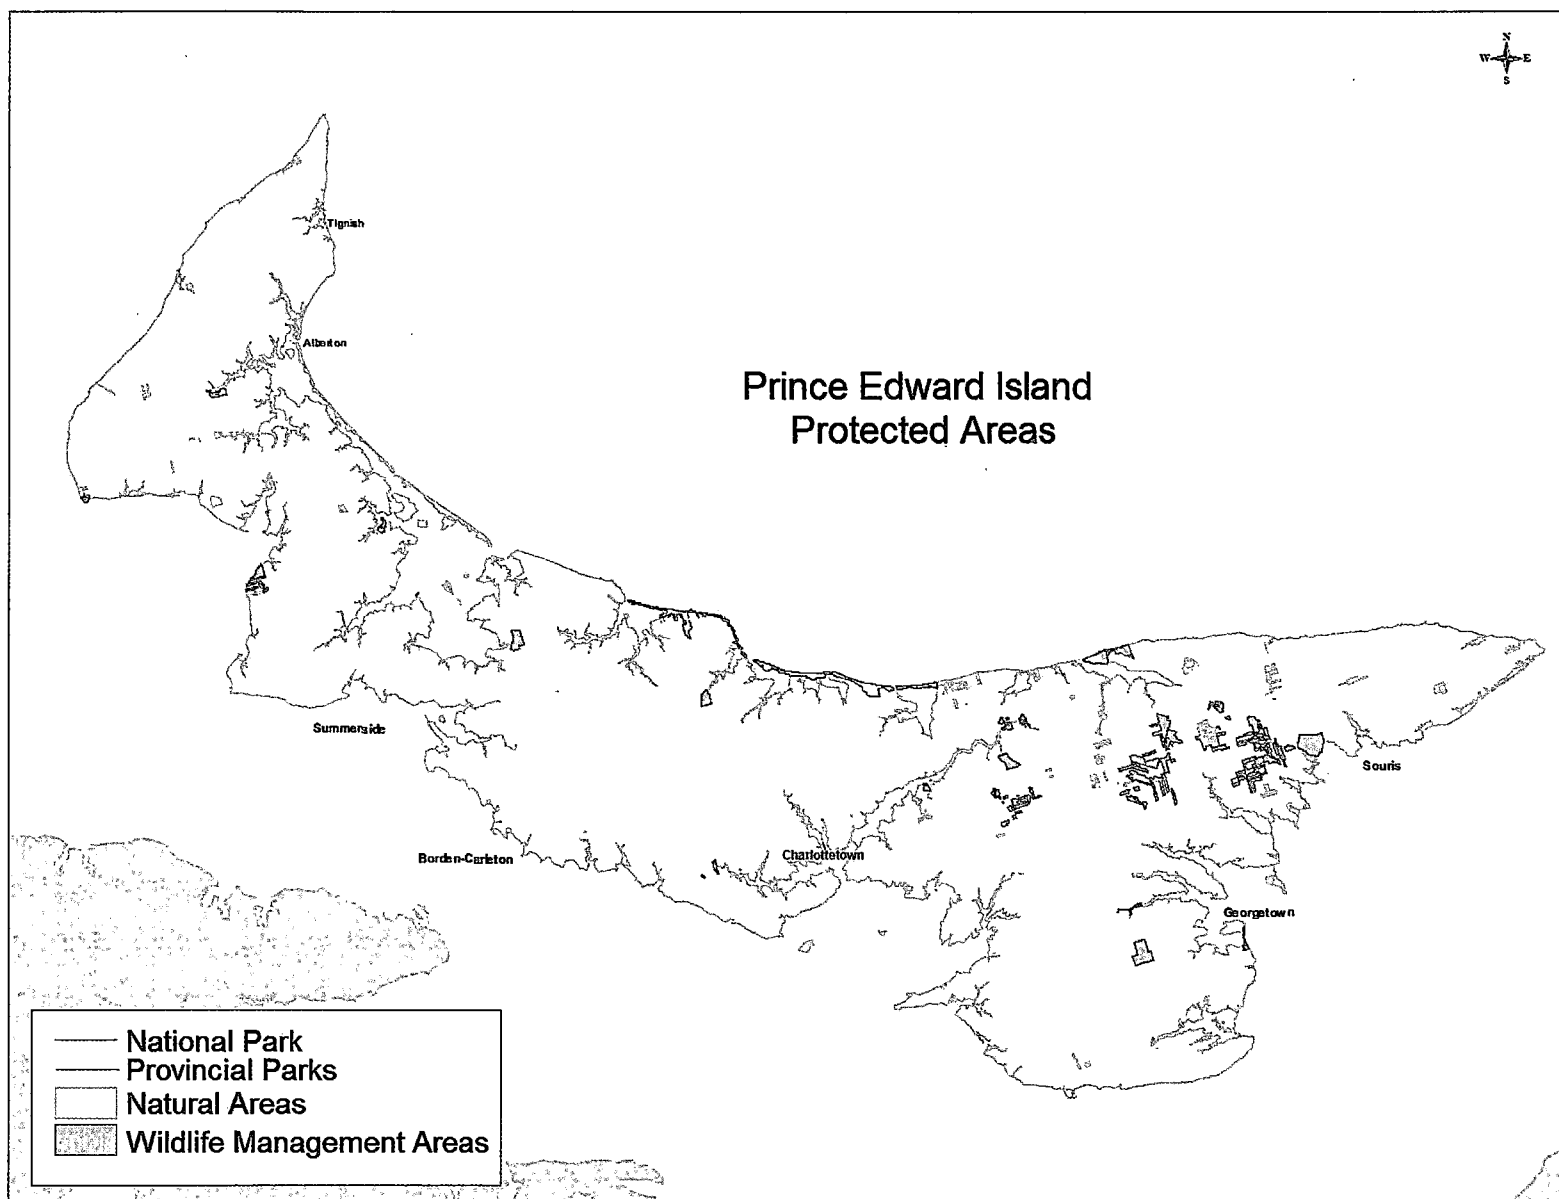 N
W E
S
Tignish
Alberton
Prince Edward Island
Protected Areas
Summerside
Souris
Borden-Carleton
Charlottetown
Georgetown
National Park
Provincial Parks
Natural Areas
Wildlife Management Areas